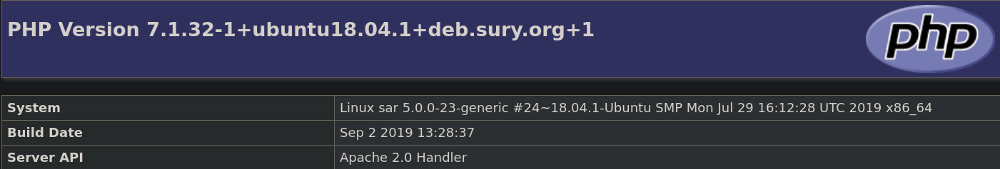 PHP Version 7.1.32-1+ubuntu18.04.1+deb.sury.org+1
php
System Linux sar 5.0.0-23-generic #24~18.04.1-Ubuntu SMP Mon Jul 29 16:12:28 UTC 2019 x86_64
Build Date Sep 2 2019 13:28:37
Server API Apache 2.0 Handler